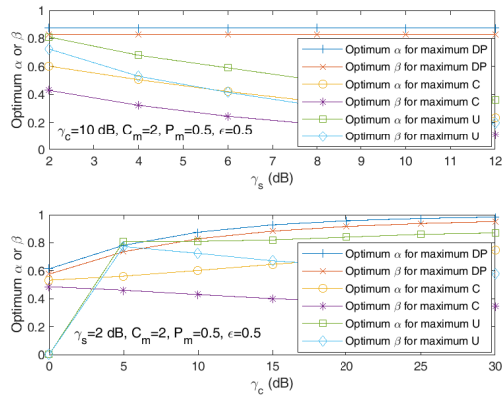 1
0.8
0.6
0.4
0.2
0
Optimum α or β
Optimum α for maximum DP
Optimum β for maximum DP
Optimum α for maximum C
Optimum β for maximum C
Optimum α for maximum U
Optimum β for maximum U
γc=10 dB, Cm=2, Pm=0.5, ϵ=0.5
2 4 6 8 10 12
γs (dB)
1
0.8
0.6
0.4
0.2
0
Optimum α or β
Optimum α for maximum DP
Optimum β for maximum DP
Optimum α for maximum C
Optimum β for maximum C
Optimum α for maximum U
Optimum β for maximum U
γs=2 dB, Cm=2, Pm=0.5, ϵ=0.5
0 5 10 15 20 25 30
γc (dB)